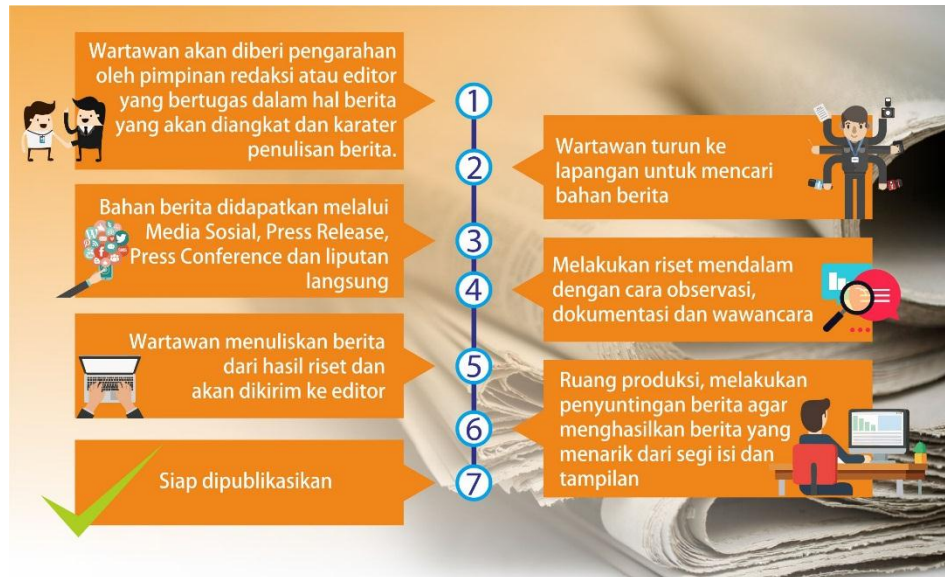 Wartawan akan diberi pengarahan
oleh pimpinan redaksi atau editor
yang bertugas dalam hal berita
yang akan diangkat dan karater
penulisan berita.
1
2
Wartawan turun ke
lapangan untuk mencari
bahan berita
Bahan berita didapatkan melalui
Media Sosial, Press Release,
Press Conference dan liputan
langsung
3
4
Melakukan riset mendalam
dengan cara observasi,
dokumentasi dan wawancara
Wartawan menuliskan berita
dari hasil riset dan
akan dikirim ke editor
5
6
Ruang produksi, melakukan
penyuntingan berita agar
menghasilkan berita yang
menarik dari segi isi dan
tampilan
Siap dipublikasikan
7